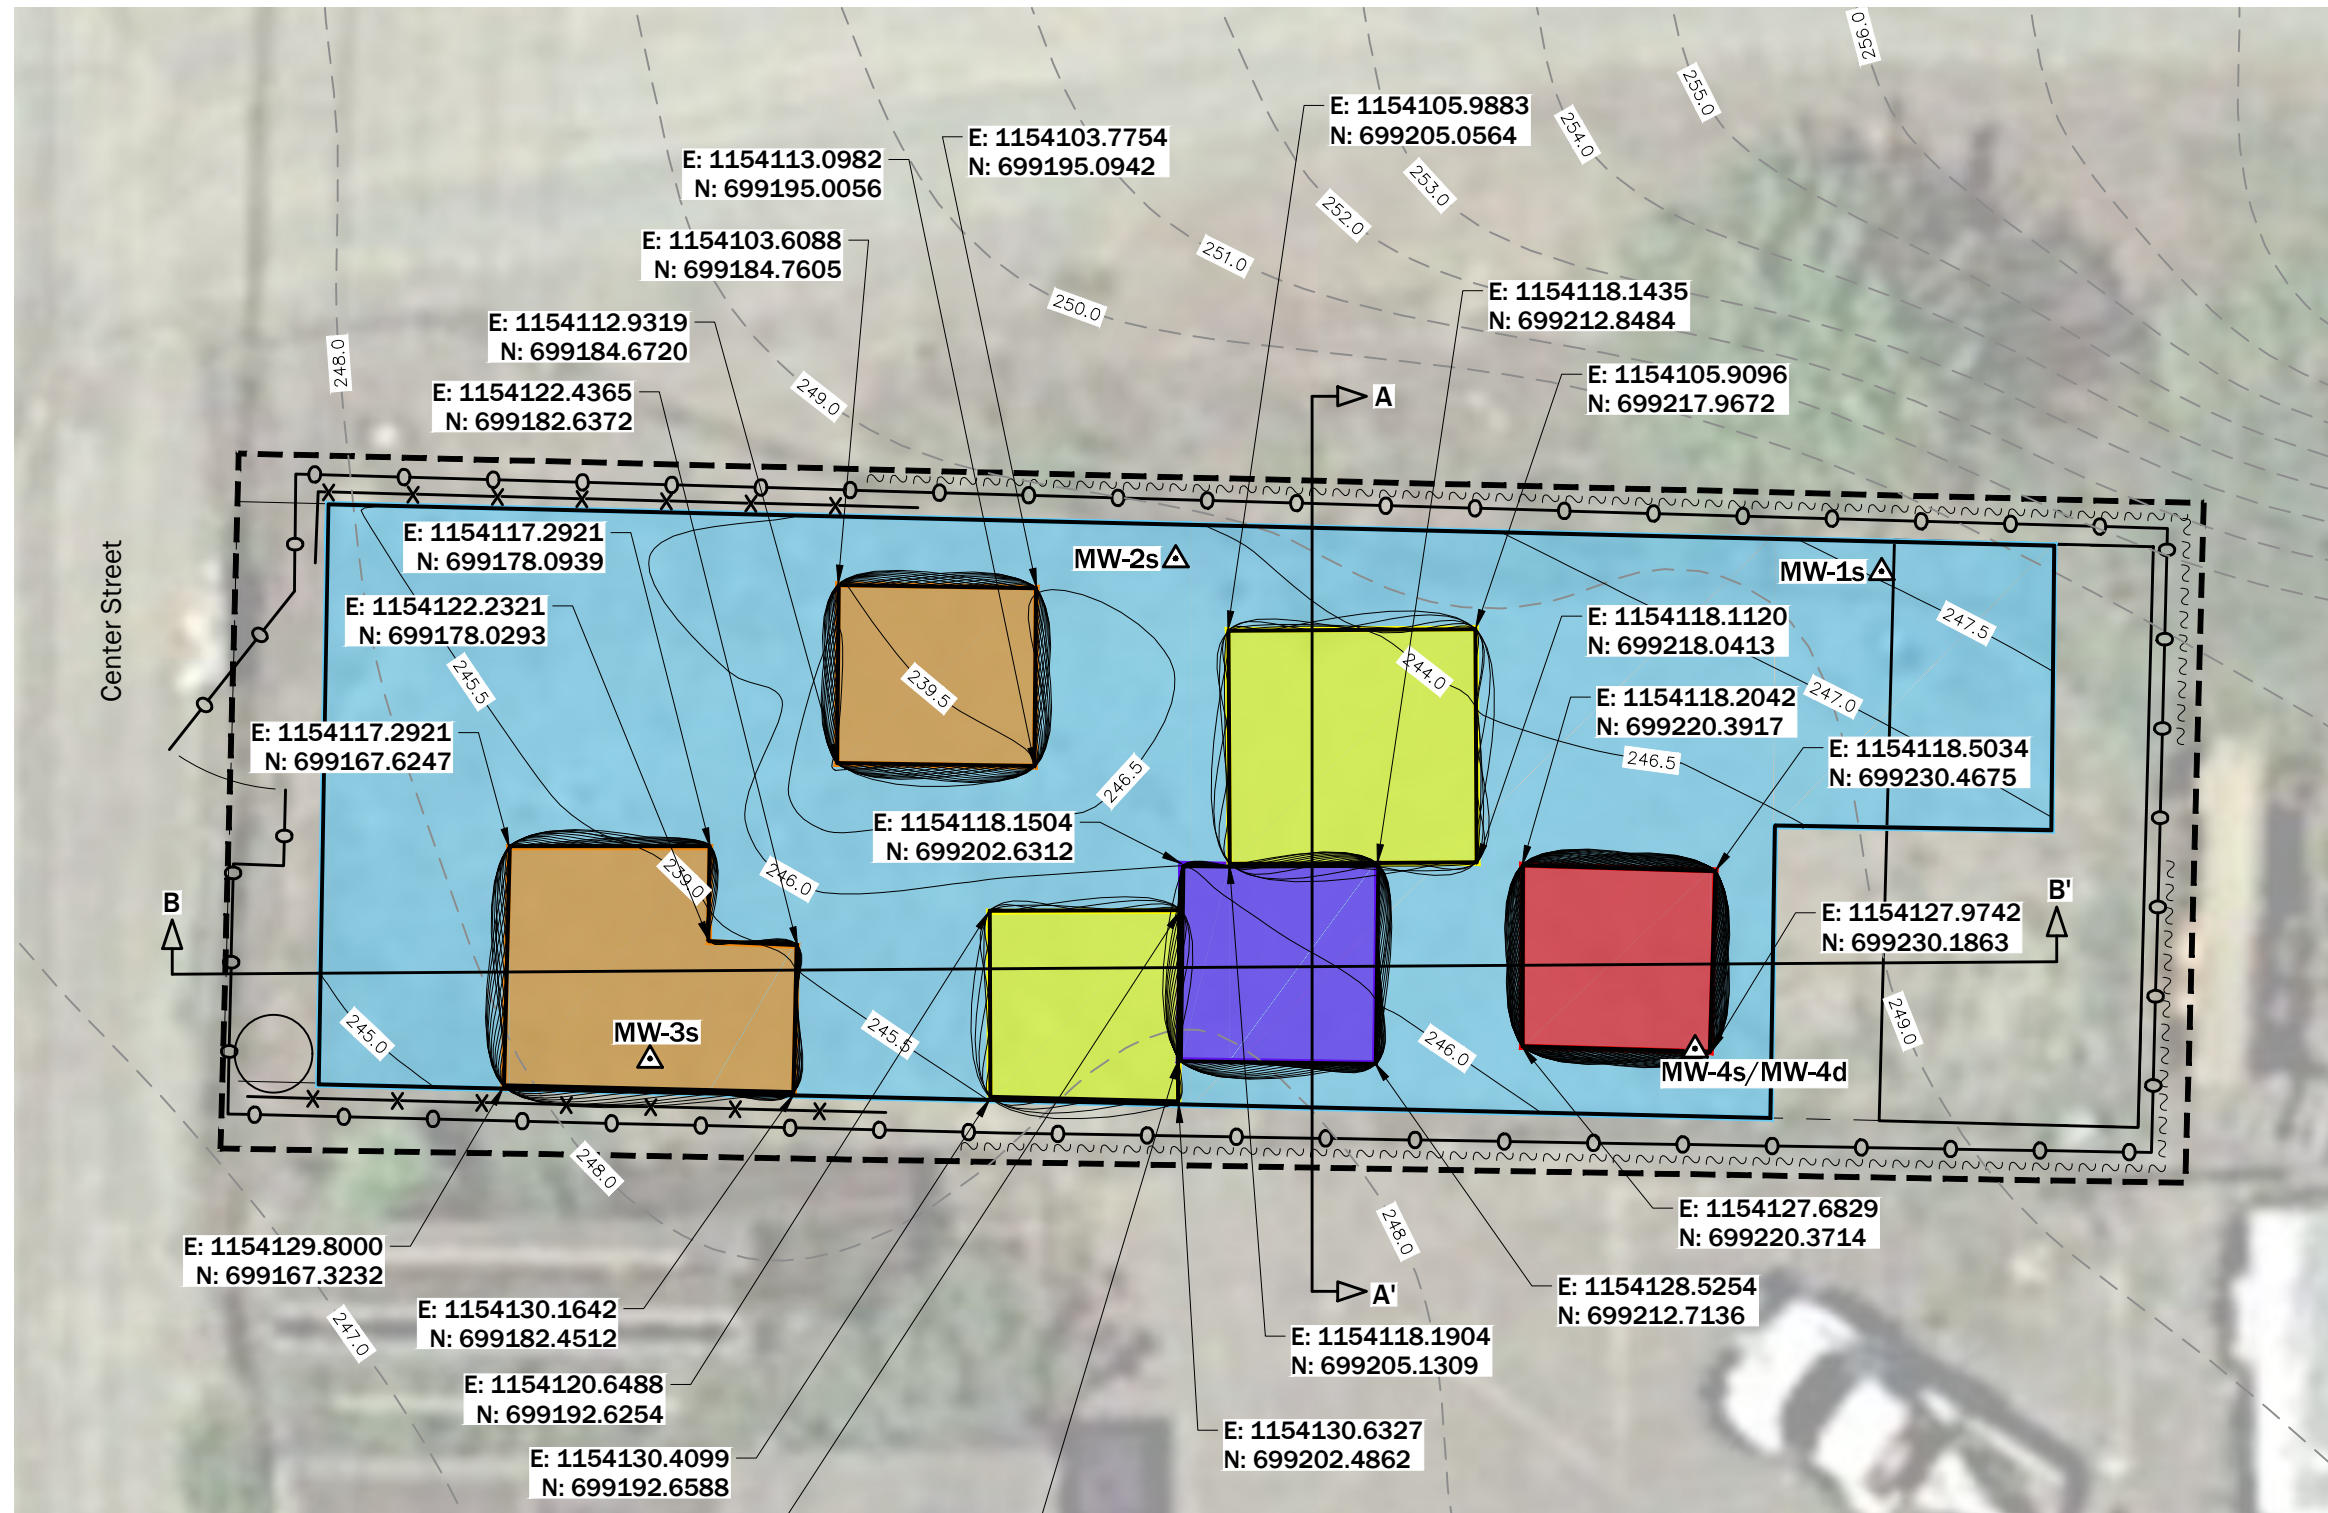 256.0
255.0
254.0
253.0
252.0
251.0
250.0
249.0
248.0
E: 1154105.9883
N: 699205.0564
E: 1154103.7754
N: 699195.0942
E: 1154113.0982
N: 699195.0056
E: 1154103.6088
N: 699184.7605
E: 1154118.1435
N: 699212.8484
E: 1154112.9319
N: 699184.6720
E: 1154105.9096
N: 699217.9672
E: 1154122.4365
N: 699182.6372
A
E: 1154117.2921
N: 699178.0939
MW-2s
MW-1s
E: 1154122.2321
N: 699178.0293
E: 1154118.1120
N: 699218.0413
247.5
Center Street
245.5
239.5
244.0
247.0
E: 1154118.2042
N: 699220.3917
E: 1154117.2921
N: 699167.6247
246.5
246.5
E: 1154118.5034
N: 699230.4675
E: 1154118.1504
N: 699202.6312
239.0
246.0
B
B'
E: 1154127.9742
N: 699230.1863
245.0
MW-3s
245.5
246.0
249.0
MW-4s/MW-4d
248.0
248.0
E: 1154127.6829
N: 699220.3714
E: 1154129.8000
N: 699167.3232
E: 1154128.5254
N: 699212.7136
A'
E: 1154130.1642
N: 699182.4512
247.0
E: 1154118.1904
N: 699205.1309
E: 1154120.6488
N: 699192.6254
E: 1154130.6327
N: 699202.4862
E: 1154130.4099
N: 699192.6588